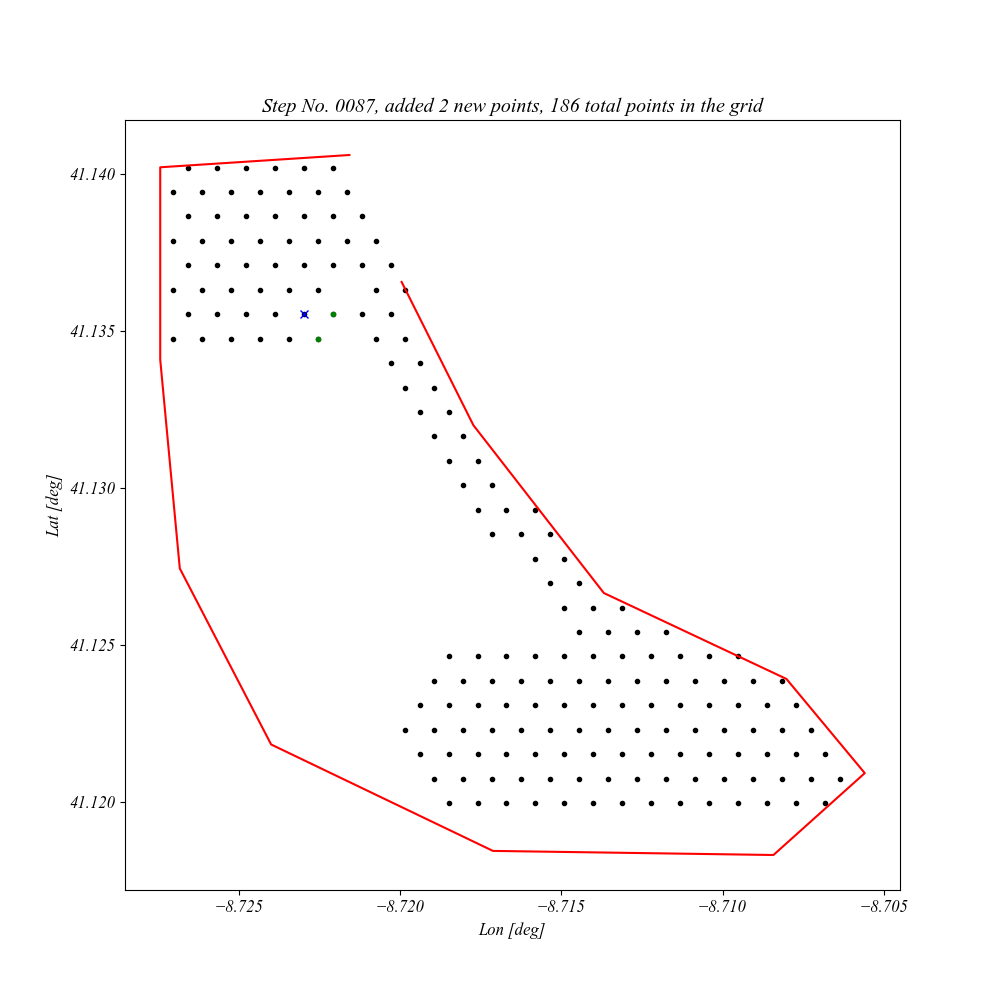 Step No. 0087, added 2 new points, 186 total points in the grid
41.140
41.135
41.130
41.125
41.120
Lat [deg]
−8.725 −8.720 −8.715 −8.710 −8.705
Lon [deg]